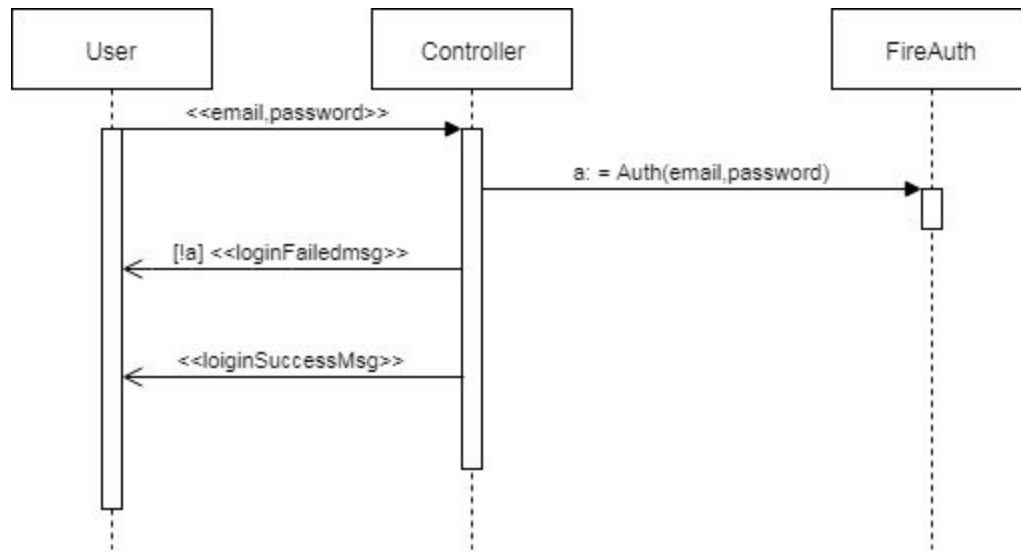 User
Controller
FireAuth
<<email,password>>
a: = Auth(email,password)
[!a] <<loginFailedmsg>>
<<loiginSuccessMsg>>